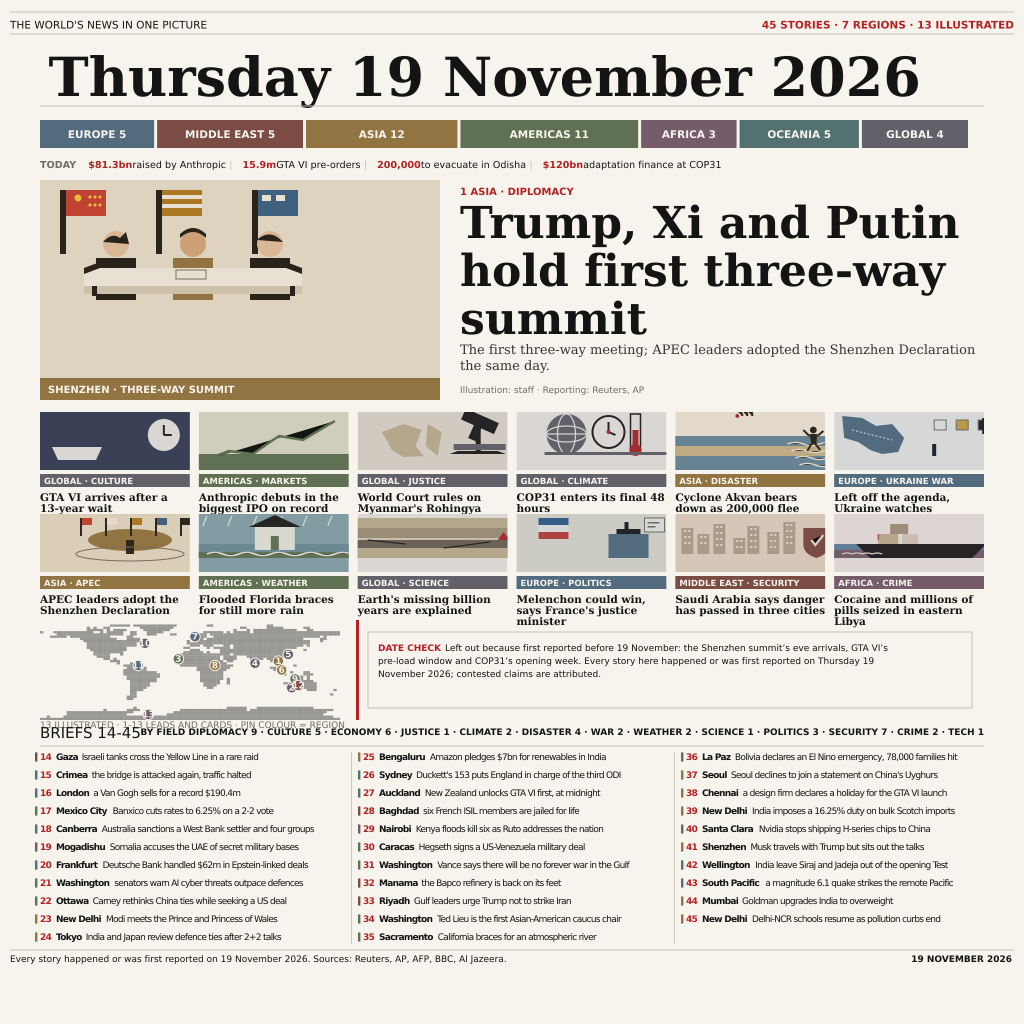 THE WORLD'S NEWS IN ONE PICTURE
45 STORIES · 7 REGIONS · 13 ILLUSTRATED
Thursday 19 November 2026
EUROPE 5
MIDDLE EAST 5
ASIA 12
AMERICAS 11
AFRICA 3
OCEANIA 5
GLOBAL 4
TODAY $81.3bnraised by Anthropic | 15.9mGTA VI pre-orders | 200,000to evacuate in Odisha | $120bnadaptation finance at COP31
SHENZHEN · THREE-WAY SUMMIT
1 ASIA · DIPLOMACY
Trump, Xi and Putin
hold first three-way
summit
The first three-way meeting; APEC leaders adopted the Shenzhen Declaration
the same day.
Illustration: staff · Reporting: Reuters, AP
GLOBAL · CULTURE
GTA VI arrives after a
13-year wait
AMERICAS · MARKETS
Anthropic debuts in the
biggest IPO on record
GLOBAL · JUSTICE
World Court rules on
Myanmar's Rohingya
GLOBAL · CLIMATE
COP31 enters its final 48
hours
ASIA · DISASTER
Cyclone Akvan bears
down as 200,000 flee
EUROPE · UKRAINE WAR
Left off the agenda,
Ukraine watches
ASIA · APEC
APEC leaders adopt the
Shenzhen Declaration
AMERICAS · WEATHER
Flooded Florida braces
for still more rain
GLOBAL · SCIENCE
Earth's missing billion
years are explained
EUROPE · POLITICS
Melenchon could win,
says France's justice
minister
MIDDLE EAST · SECURITY
Saudi Arabia says danger
has passed in three cities
AFRICA · CRIME
Cocaine and millions of
pills seized in eastern
Libya
7
10
5
3
1
4
11
8
6
9
2
12
13
13 ILLUSTRATED · 1-13 LEADS AND CARDS · PIN COLOUR = REGION
DATE CHECK Left out because first reported before 19 November: the Shenzhen summit's eve arrivals, GTA VI's
pre-load window and COP31's opening week. Every story here happened or was first reported on Thursday 19
November 2026; contested claims are attributed.
BRIEFS 14-45
BY FIELD DIPLOMACY 9 · CULTURE 5 · ECONOMY 6 · JUSTICE 1 · CLIMATE 2 · DISASTER 4 · WAR 2 · WEATHER 2 · SCIENCE 1 · POLITICS 3 · SECURITY 7 · CRIME 2 · TECH 1
14 Gaza Israeli tanks cross the Yellow Line in a rare raid
15 Crimea the bridge is attacked again, traffic halted
16 London a Van Gogh sells for a record $190.4m
17 Mexico City Banxico cuts rates to 6.25% on a 2-2 vote
18 Canberra Australia sanctions a West Bank settler and four groups
19 Mogadishu Somalia accuses the UAE of secret military bases
20 Frankfurt Deutsche Bank handled $62m in Epstein-linked deals
21 Washington senators warn AI cyber threats outpace defences
22 Ottawa Carney rethinks China ties while seeking a US deal
23 New Delhi Modi meets the Prince and Princess of Wales
24 Tokyo India and Japan review defence ties after 2+2 talks
25 Bengaluru Amazon pledges $7bn for renewables in India
26 Sydney Duckett's 153 puts England in charge of the third ODI
27 Auckland New Zealand unlocks GTA VI first, at midnight
28 Baghdad six French ISIL members are jailed for life
29 Nairobi Kenya floods kill six as Ruto addresses the nation
30 Caracas Hegseth signs a US-Venezuela military deal
31 Washington Vance says there will be no forever war in the Gulf
32 Manama the Bapco refinery is back on its feet
33 Riyadh Gulf leaders urge Trump not to strike Iran
34 Washington Ted Lieu is the first Asian-American caucus chair
35 Sacramento California braces for an atmospheric river
36 La Paz Bolivia declares an El Nino emergency, 78,000 families hit
37 Seoul Seoul declines to join a statement on China's Uyghurs
38 Chennai a design firm declares a holiday for the GTA VI launch
39 New Delhi India imposes a 16.25% duty on bulk Scotch imports
40 Santa Clara Nvidia stops shipping H-series chips to China
41 Shenzhen Musk travels with Trump but sits out the talks
42 Wellington India leave Siraj and Jadeja out of the opening Test
43 South Pacific a magnitude 6.1 quake strikes the remote Pacific
44 Mumbai Goldman upgrades India to overweight
45 New Delhi Delhi-NCR schools resume as pollution curbs end
Every story happened or was first reported on 19 November 2026. Sources: Reuters, AP, AFP, BBC, Al Jazeera.
19 NOVEMBER 2026